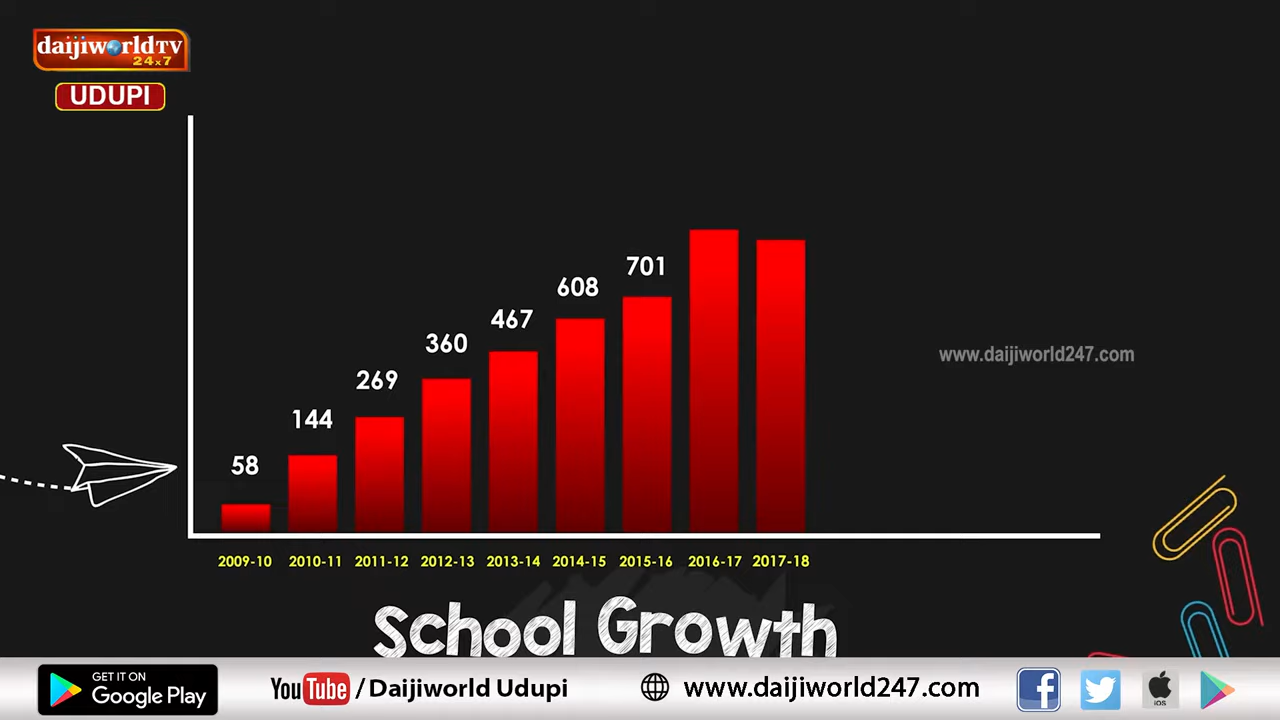 daijiworldTV
24x7
UDUPI
701
608
467
360
269
144
58
www.daijiworld247.com
2009-10 2010-11 2011-12 2012-13 2013-14 2014-15 2015-16 2016-17 2017-18
School Growth
GET IT ON
Google Play
YouTube / Daijiworld Udupi
www.daijiworld247.com
iOS